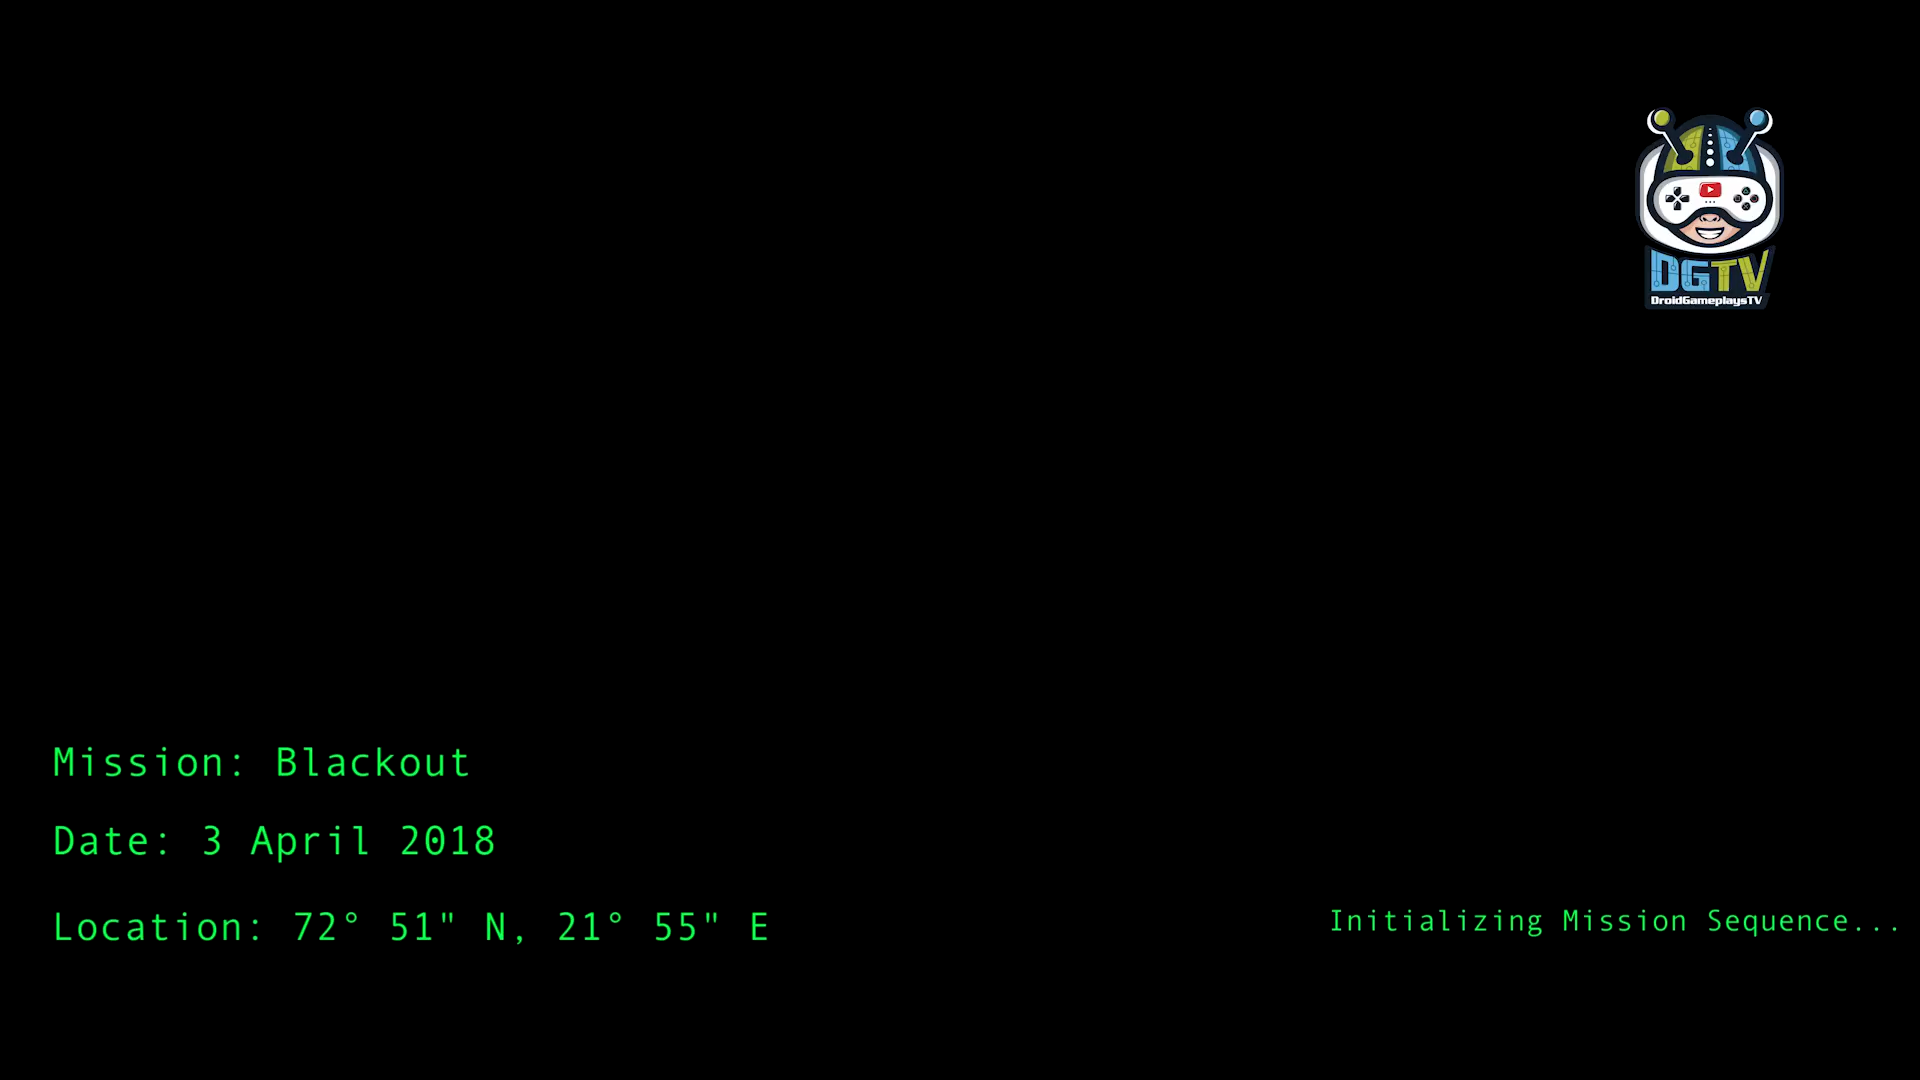 DGTV
DroidGameplaysTV
Mission: Blackout
Date: 3 April 2018
Location: 72° 51" N, 21° 55" E
Initializing Mission Sequence...